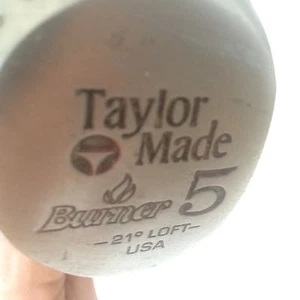 Taylor
Made
Burner 5
-21° LOFT-
USA